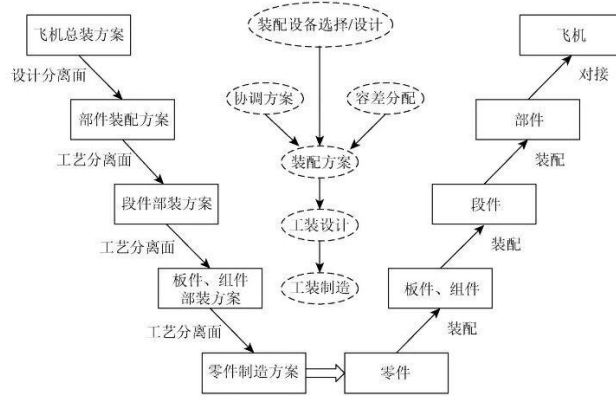 飞机总装方案
装配设备选择/设计
飞机
设计分离面
对接
协调方案
容差分配
部件装配方案
部件
工艺分离面
装配方案
装配
段件部装方案
工装设计
段件
工艺分离面
装配
板件、组件
部装方案
工装制造
板件、组件
工艺分离面
装配
零件制造方案
零件